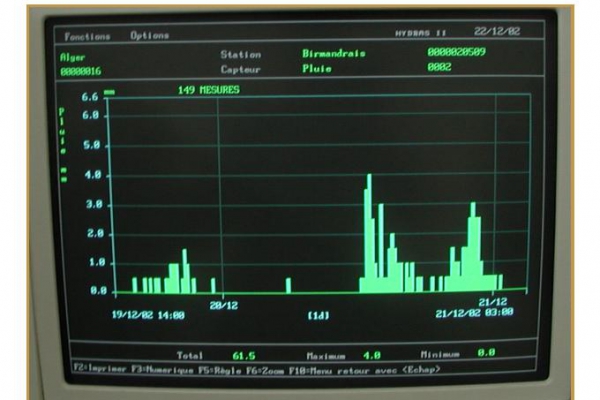 Fonctions Options HYDRAS II 22/12/02
Alger Station Birmandrais 0000020509
00000016 Capteur Pluie 0002
6.6 mm 149 MESURES
Pluie mm
6.0
5.0
4.0
3.0
2.0
1.0
0.0
20/12 21/12
19/12/02 14:00 [1d] 21/12/02 03:00
Total 61.5 Maximum 4.0 Minimum 0.0
F2=Imprimer F3=Numerique F5=Règle F6=Zoom F10=Menu retour avec <Echap>